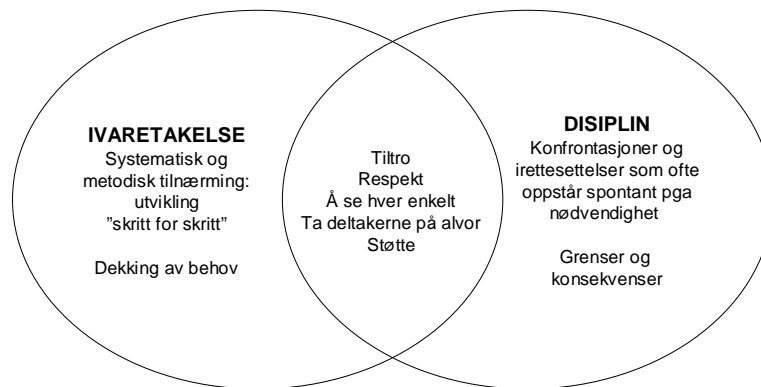 IVARETAKELSE
Systematisk og
metodisk tilnærming:
utvikling
”skritt for skritt”
Dekking av behov
Tiltro
Respekt
Å se hver enkelt
Ta deltakerne på alvor
Støtte
DISIPLIN
Konfrontasjoner og
irettesettelser som ofte
oppstår spontant pga
nødvendighet
Grenser og
konsekvenser